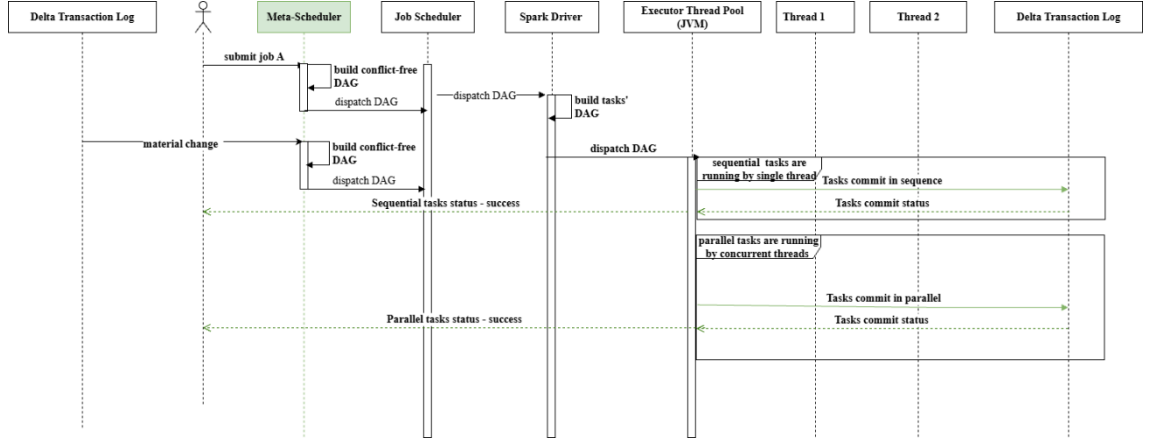 Delta Transaction Log
Meta-Scheduler
Job Scheduler
Spark Driver
Executor Thread Pool
(JVM)
Thread 1
Thread 2
Delta Transaction Log
submit job A
build conflict-free
DAG
dispatch DAG
dispatch DAG
build tasks'
DAG
material change
build conflict-free
DAG
dispatch DAG
dispatch DAG
sequential tasks are
running by single thread
Tasks commit in sequence
Sequential tasks status - success
Tasks commit status
parallel tasks are running
by concurrent threads
Tasks commit in parallel
Parallel tasks status - success
Tasks commit status